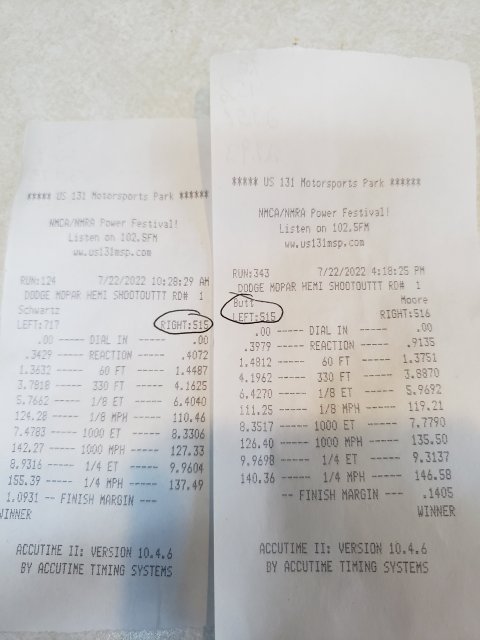 ***** US 131 Motorsports Park ******
NMCA/NMRA Power Festival!
Listen on 102.5FM
ww.us131msp.com
RUN:124 7/22/2022 10:28:29 AM
DODGE MOPAR HEMI SHOOTOUTTT RD# 1
Schwartz
LEFT:717 RIGHT:515
.00 ----- DIAL IN ----- .00
.3429 ---- REACTION ---- .4072
1.3632 ----- 60 FT ----- 1.4487
3.7818 ----- 330 FT ----- 4.1625
5.7662 ----- 1/8 ET ----- 6.4040
124.28 ----- 1/8 MPH ----- 110.46
7.4783 ---- 1000 ET ----- 8.3306
142.27 ---- 1000 MPH ---- 127.33
8.9316 ----- 1/4 ET ----- 9.9604
155.39 ----- 1/4 MPH ----- 137.49
1.0931 -- FINISH MARGIN ---
WINNER
ACCUTIME II: VERSION 10.4.6
BY ACCUTIME TIMING SYSTEMS
***** US 131 Motorsports Park ******
NMCA/NMRA Power Festival!
Listen on 102.5FM
ww.us131msp.com
RUN:343 7/22/2022 4:18:25 PM
DODGE MOPAR HEMI SHOOTOUTTT RD# 1
Butt Moore
LEFT:515 RIGHT:516
.00 ----- DIAL IN ----- .00
.3979 ---- REACTION ---- .9135
1.4812 ----- 60 FT ----- 1.3751
4.1962 ----- 330 FT ----- 3.8870
6.4270 ----- 1/8 ET ----- 5.9692
111.25 ----- 1/8 MPH ----- 119.21
8.3517 ---- 1000 ET ----- 7.7790
126.40 ---- 1000 MPH ---- 135.50
9.9698 ----- 1/4 ET ----- 9.3137
140.36 ----- 1/4 MPH ----- 146.58
-- FINISH MARGIN --- .1405
WINNER
ACCUTIME II: VERSION 10.4.6
BY ACCUTIME TIMING SYSTEMS